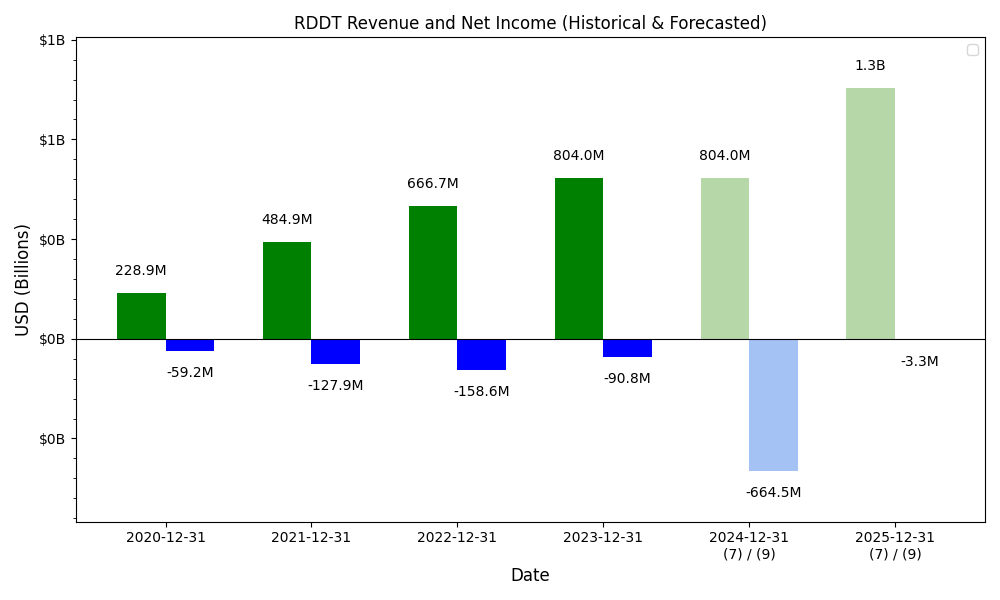 RDDT Revenue and Net Income (Historical & Forecasted)
$1B
1.3B
$1B
804.0M
804.0M
666.7M
484.9M
$0B
228.9M
USD (Billions)
$0B
-3.3M
-59.2M
-127.9M
-158.6M
-90.8M
$0B
-664.5M
2020-12-31
2021-12-31
2022-12-31
2023-12-31
2024-12-31
(7) / (9)
2025-12-31
(7) / (9)
Date